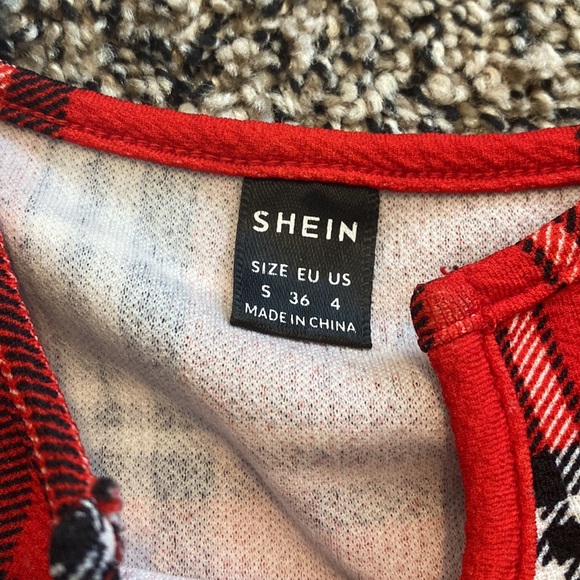 SHEIN
SIZE EU US
S 36 4
MADE IN CHINA